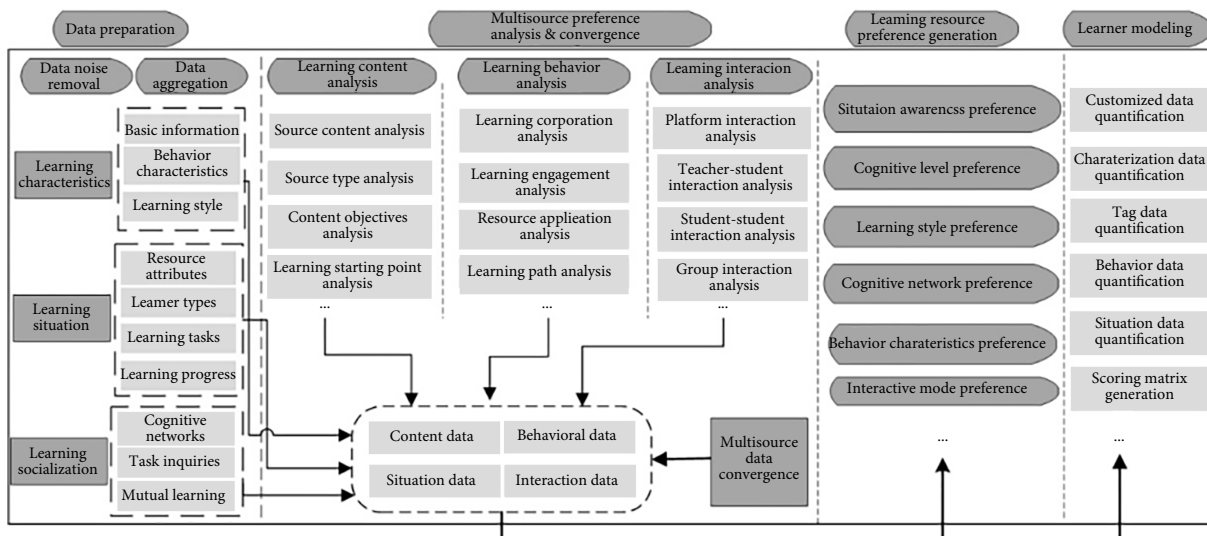 Data preparation
Multisource preference
analysis & convergence
Leaming resource
preference generation
Learner modeling
Data noise
removal
Data
aggregation
Learning content
analysis
Learning behavior
analysis
Leaming interacion
analysis
Learning
characteristics
Basic information
Behavior
characteristics
Learning style
Learning
situation
Resource
attributes
Leamer types
Learning tasks
Learning progress
Learning
socialization
Cognitive
networks
Task inquiries
Mutual learning
Source content analysis
Source type analysis
Content objectives
analysis
Learning starting point
analysis
...
Learning corporation
analysis
Learning engagement
analysis
Resource applieation
analysis
Learning path analysis
...
Platform interaction
analysis
Teacher-student
interaction analysis
Student-student
interaction analysis
Group interaction
analysis
...
Content data
Behavioral data
Situation data
Interaction data
Multisource
data
convergence
Situtaion awarencss preference
Cognitive level preference
Learning style preference
Cognitive network preference
Behavior charateristics preference
Interactive mode preference
...
Customized data
quantification
Charaterization data
quantification
Tag data
quantification
Behavior data
quantification
Situation data
quantification
Scoring matrix
generation
...